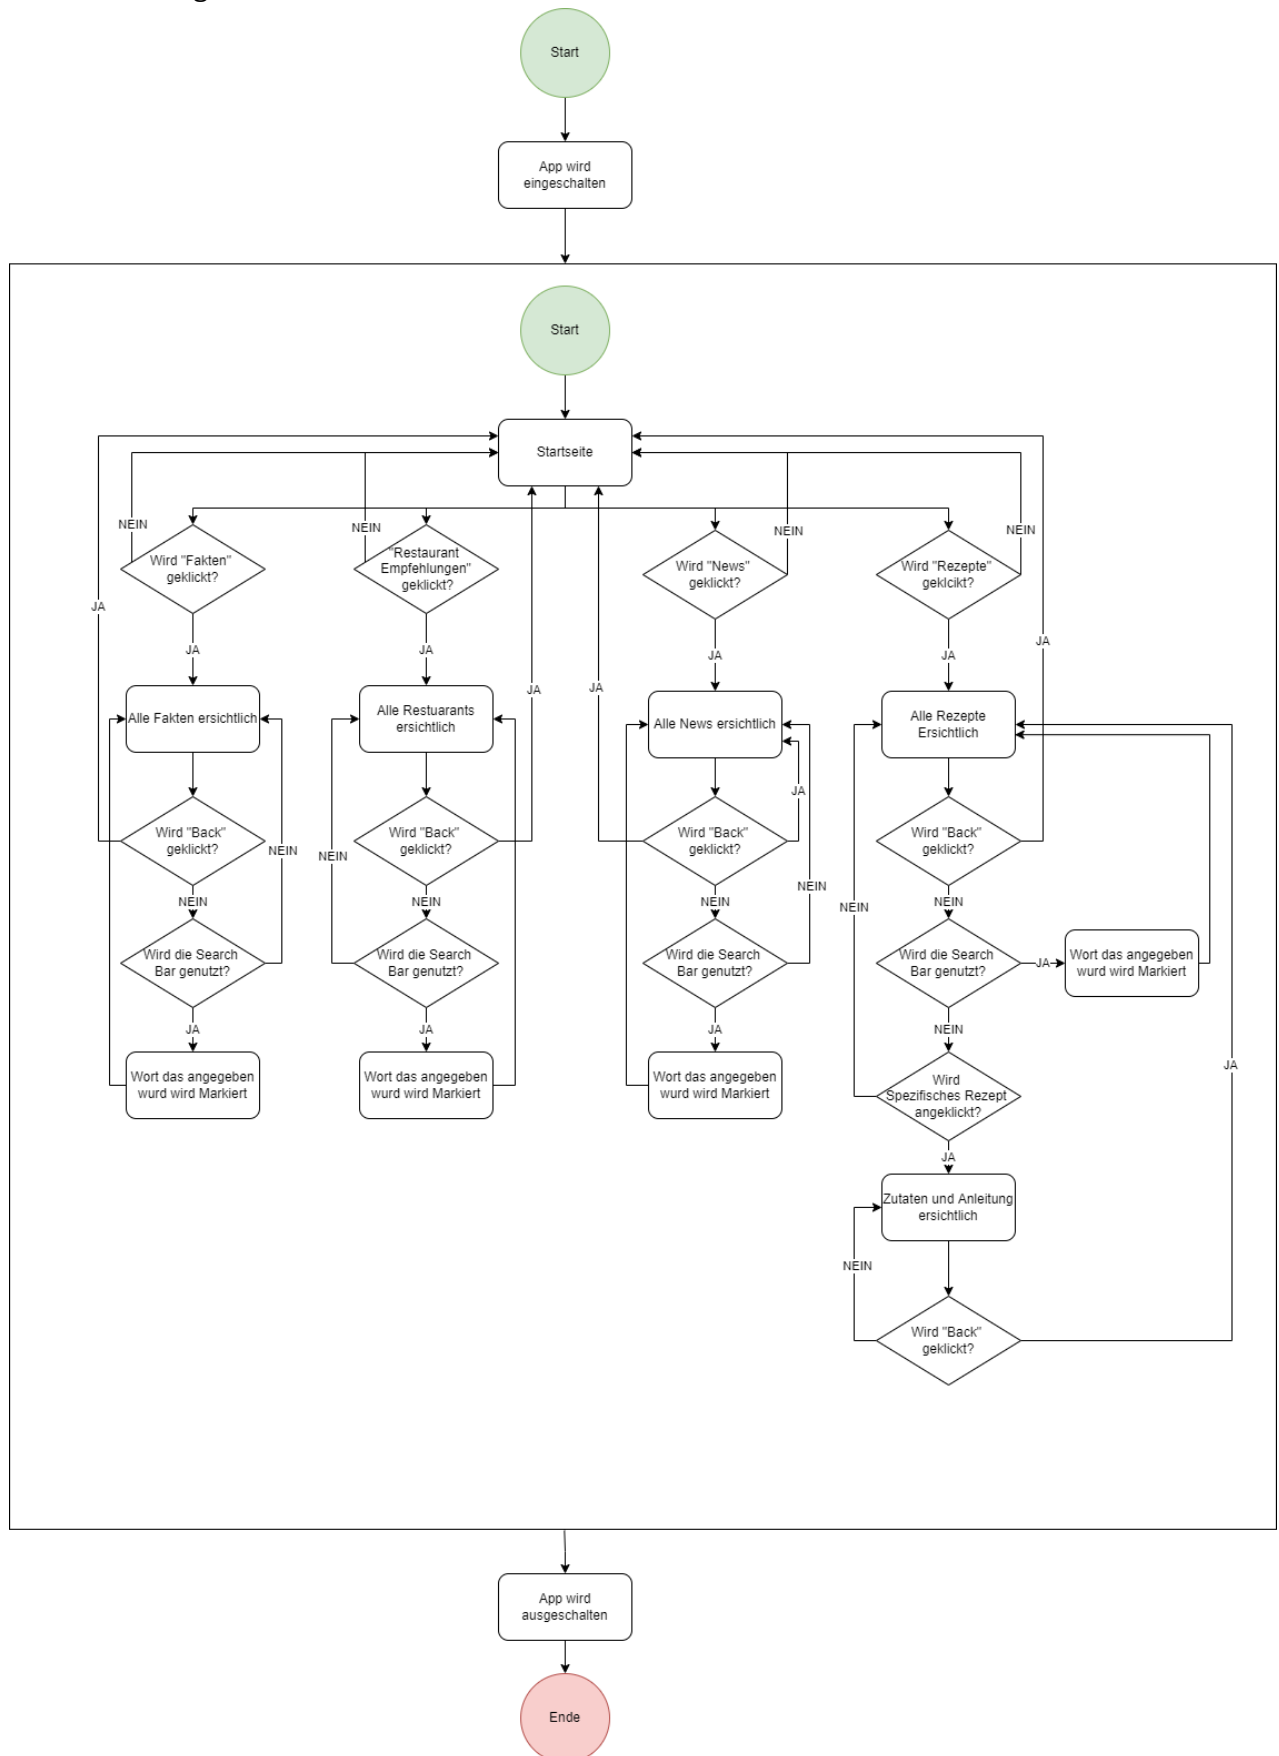 Start
App wird
eingeschalten
Start
Startseite
NEIN
NEIN
NEIN
NEIN
Wird "Fakten"
geklickt?
"Restaurant
Empfehlungen"
geklickt?
Wird "News"
geklickt?
Wird "Rezepte"
geklcikt?
JA
JA
JA
JA
JA
JA
JA
JA
Alle Fakten ersichtlich
Alle Restuarants
ersichtlich
Alle News ersichtlich
Alle Rezepte
Ersichtlich
JA
Wird "Back"
geklickt?
Wird "Back"
geklickt?
Wird "Back"
geklickt?
Wird "Back"
geklickt?
NEIN
NEIN
NEIN
NEIN
NEIN
NEIN
NEIN
NEIN
Wird die Search
Bar genutzt?
Wird die Search
Bar genutzt?
Wird die Search
Bar genutzt?
Wird die Search
Bar genutzt?
JA
Wort das angegeben
wurd wird Markiert
JA
JA
JA
NEIN
Wort das angegeben
wurd wird Markiert
Wort das angegeben
wurd wird Markiert
Wort das angegeben
wurd wird Markiert
Wird
Spezifisches Rezept
angeklickt?
JA
JA
Zutaten und Anleitung
ersichtlich
NEIN
Wird "Back"
geklickt?
App wird
ausgeschalten
Ende